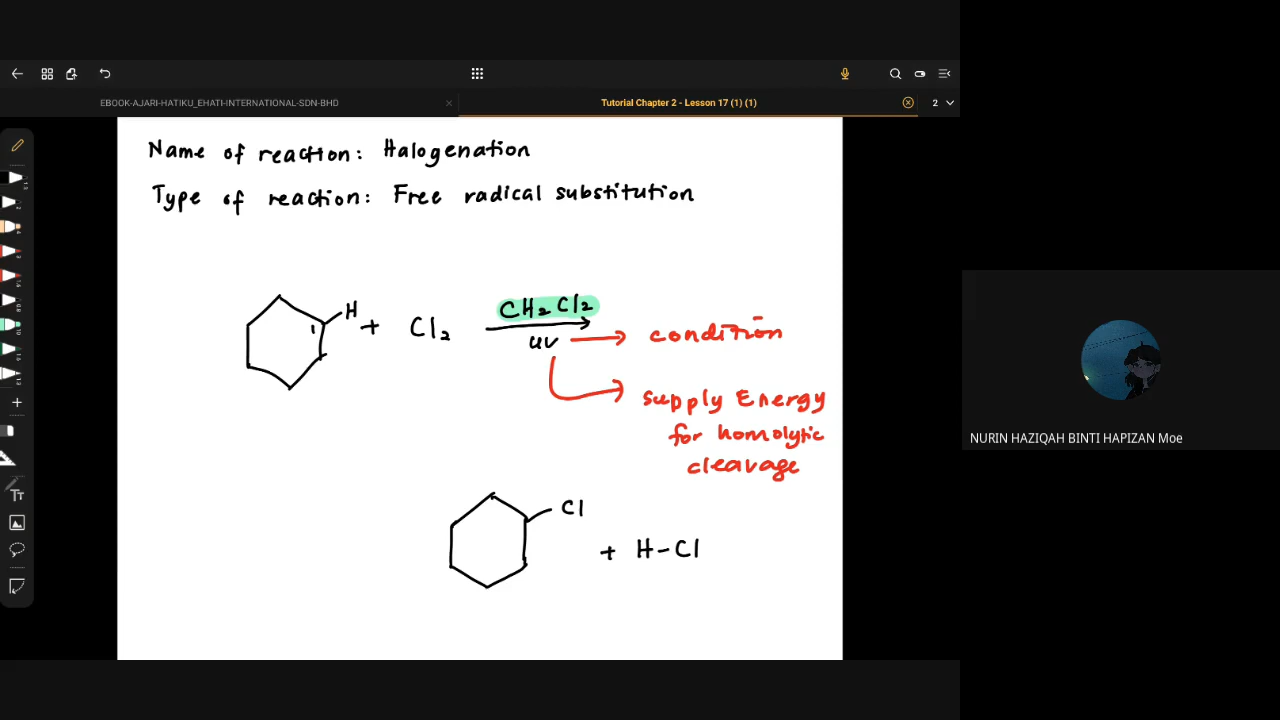 EBOOK-AJARI-HATIKU_EHATI-INTERNATIONAL-SDN-BHD
Tutorial Chapter 2 - Lesson 17 (1) (1)
2
Name of reaction: Halogenation
Type of reaction: Free radical substitution
H
+ Cl2
CH2Cl2
uv
condition
supply Energy
for homolytic
cleavage
Cl
+ H-Cl
NURIN HAZIQAH BINTI HAPIZAN Moe
Tt